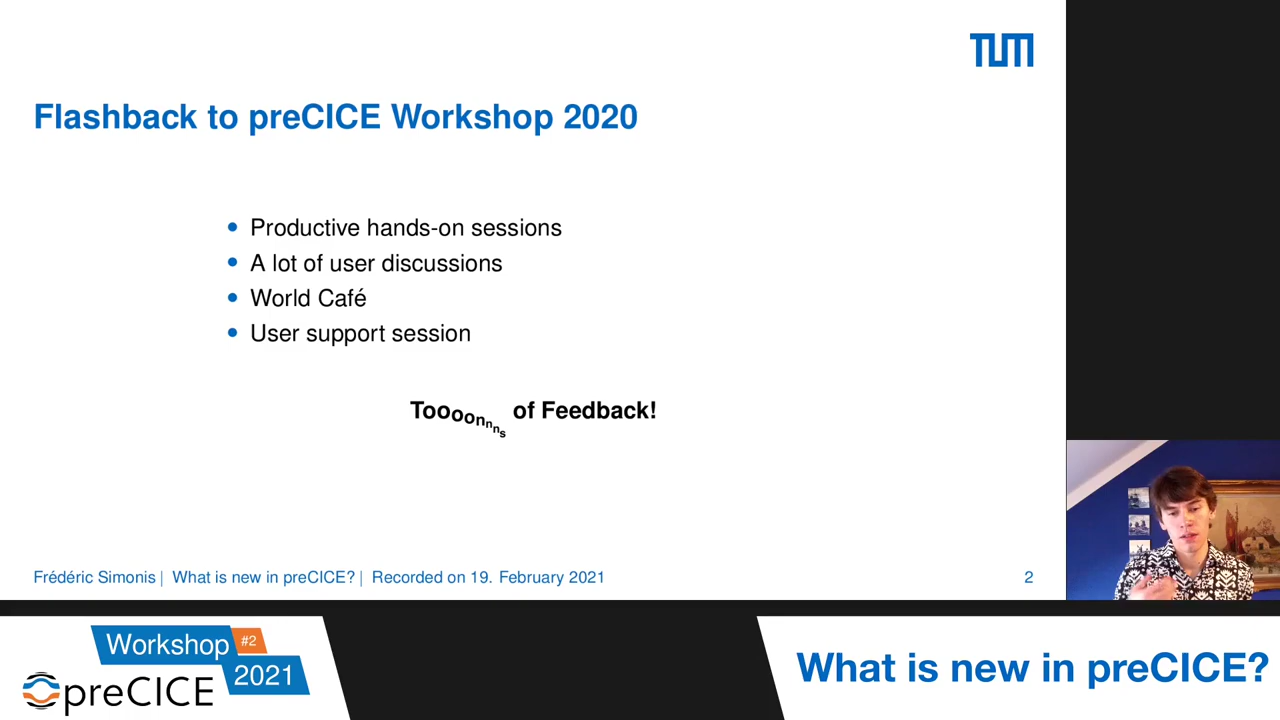 TUM
Flashback to preCICE Workshop 2020
Productive hands-on sessions
A lot of user discussions
World Café
User support session
Toooonnns of Feedback!
Frédéric Simonis | What is new in preCICE? | Recorded on 19. February 2021
2
Workshop #2
2021
preCICE
What is new in preCICE?